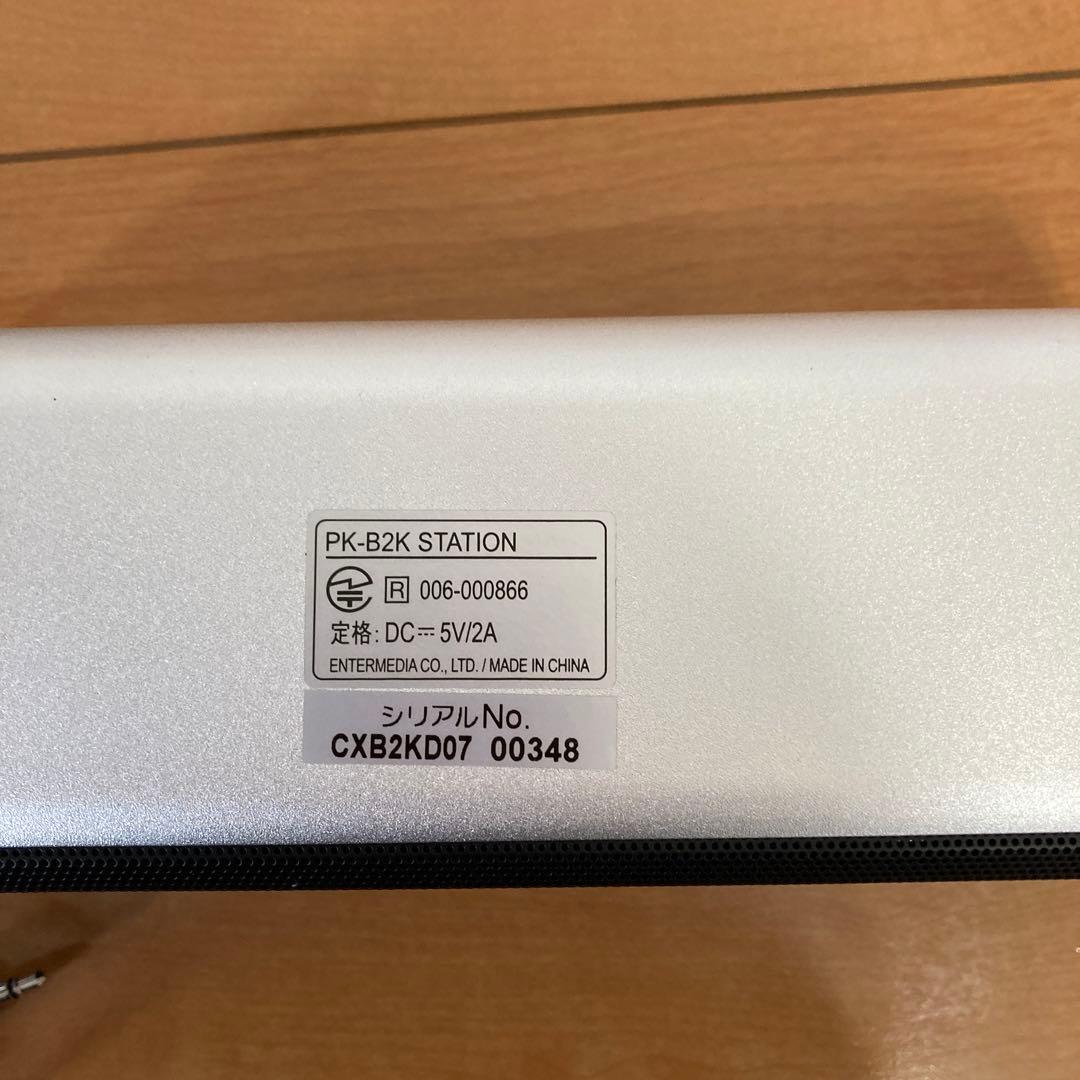 PK-B2K STATION
R 006-000866
定格: DC⎓5V/2A
ENTERMEDIA CO., LTD. / MADE IN CHINA
シリアルNo.
CXB2KD07 00348